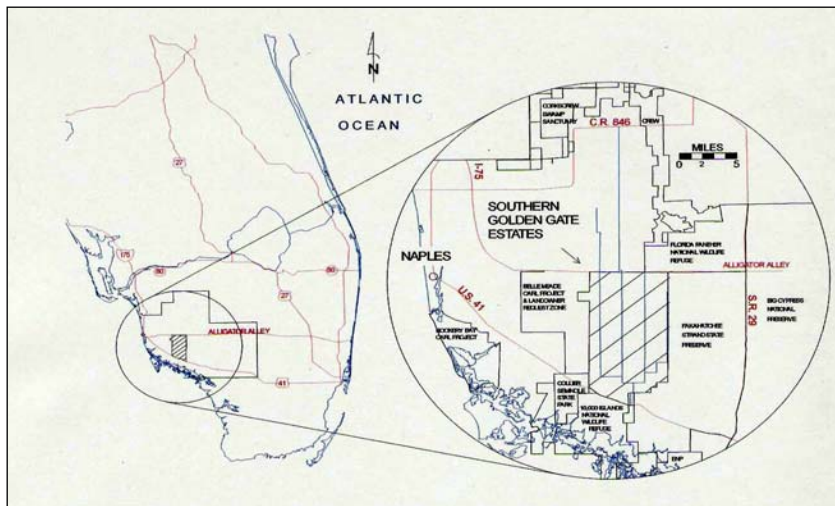 N
ATLANTIC
OCEAN
27
175
80
80
27
ALLIGATOR ALLEY
41
CORKSCREW
SWAMP
SANCTUARY
C.R. 846
CREW
MILES
0 2 5
I-75
SOUTHERN
GOLDEN GATE
ESTATES
NAPLES
U.S. 41
FLORIDA PANTHER
NATIONAL WILDLIFE
REFUGE
ALLIGATOR ALLEY
BELLE MEADE
CARL PROJECT
& LANDOWNER
REQUEST ZONE
S.R. 29
BIG CYPRESS
NATIONAL
PRESERVE
FAKAHATCHEE
STRAND STATE
PRESERVE
ROOKERY BAY
CARL PROJECT
COLLIER
SEMINOLE
STATE
PARK
10,000 ISLANDS
NATIONAL
WILDLIFE
REFUGE
ENP